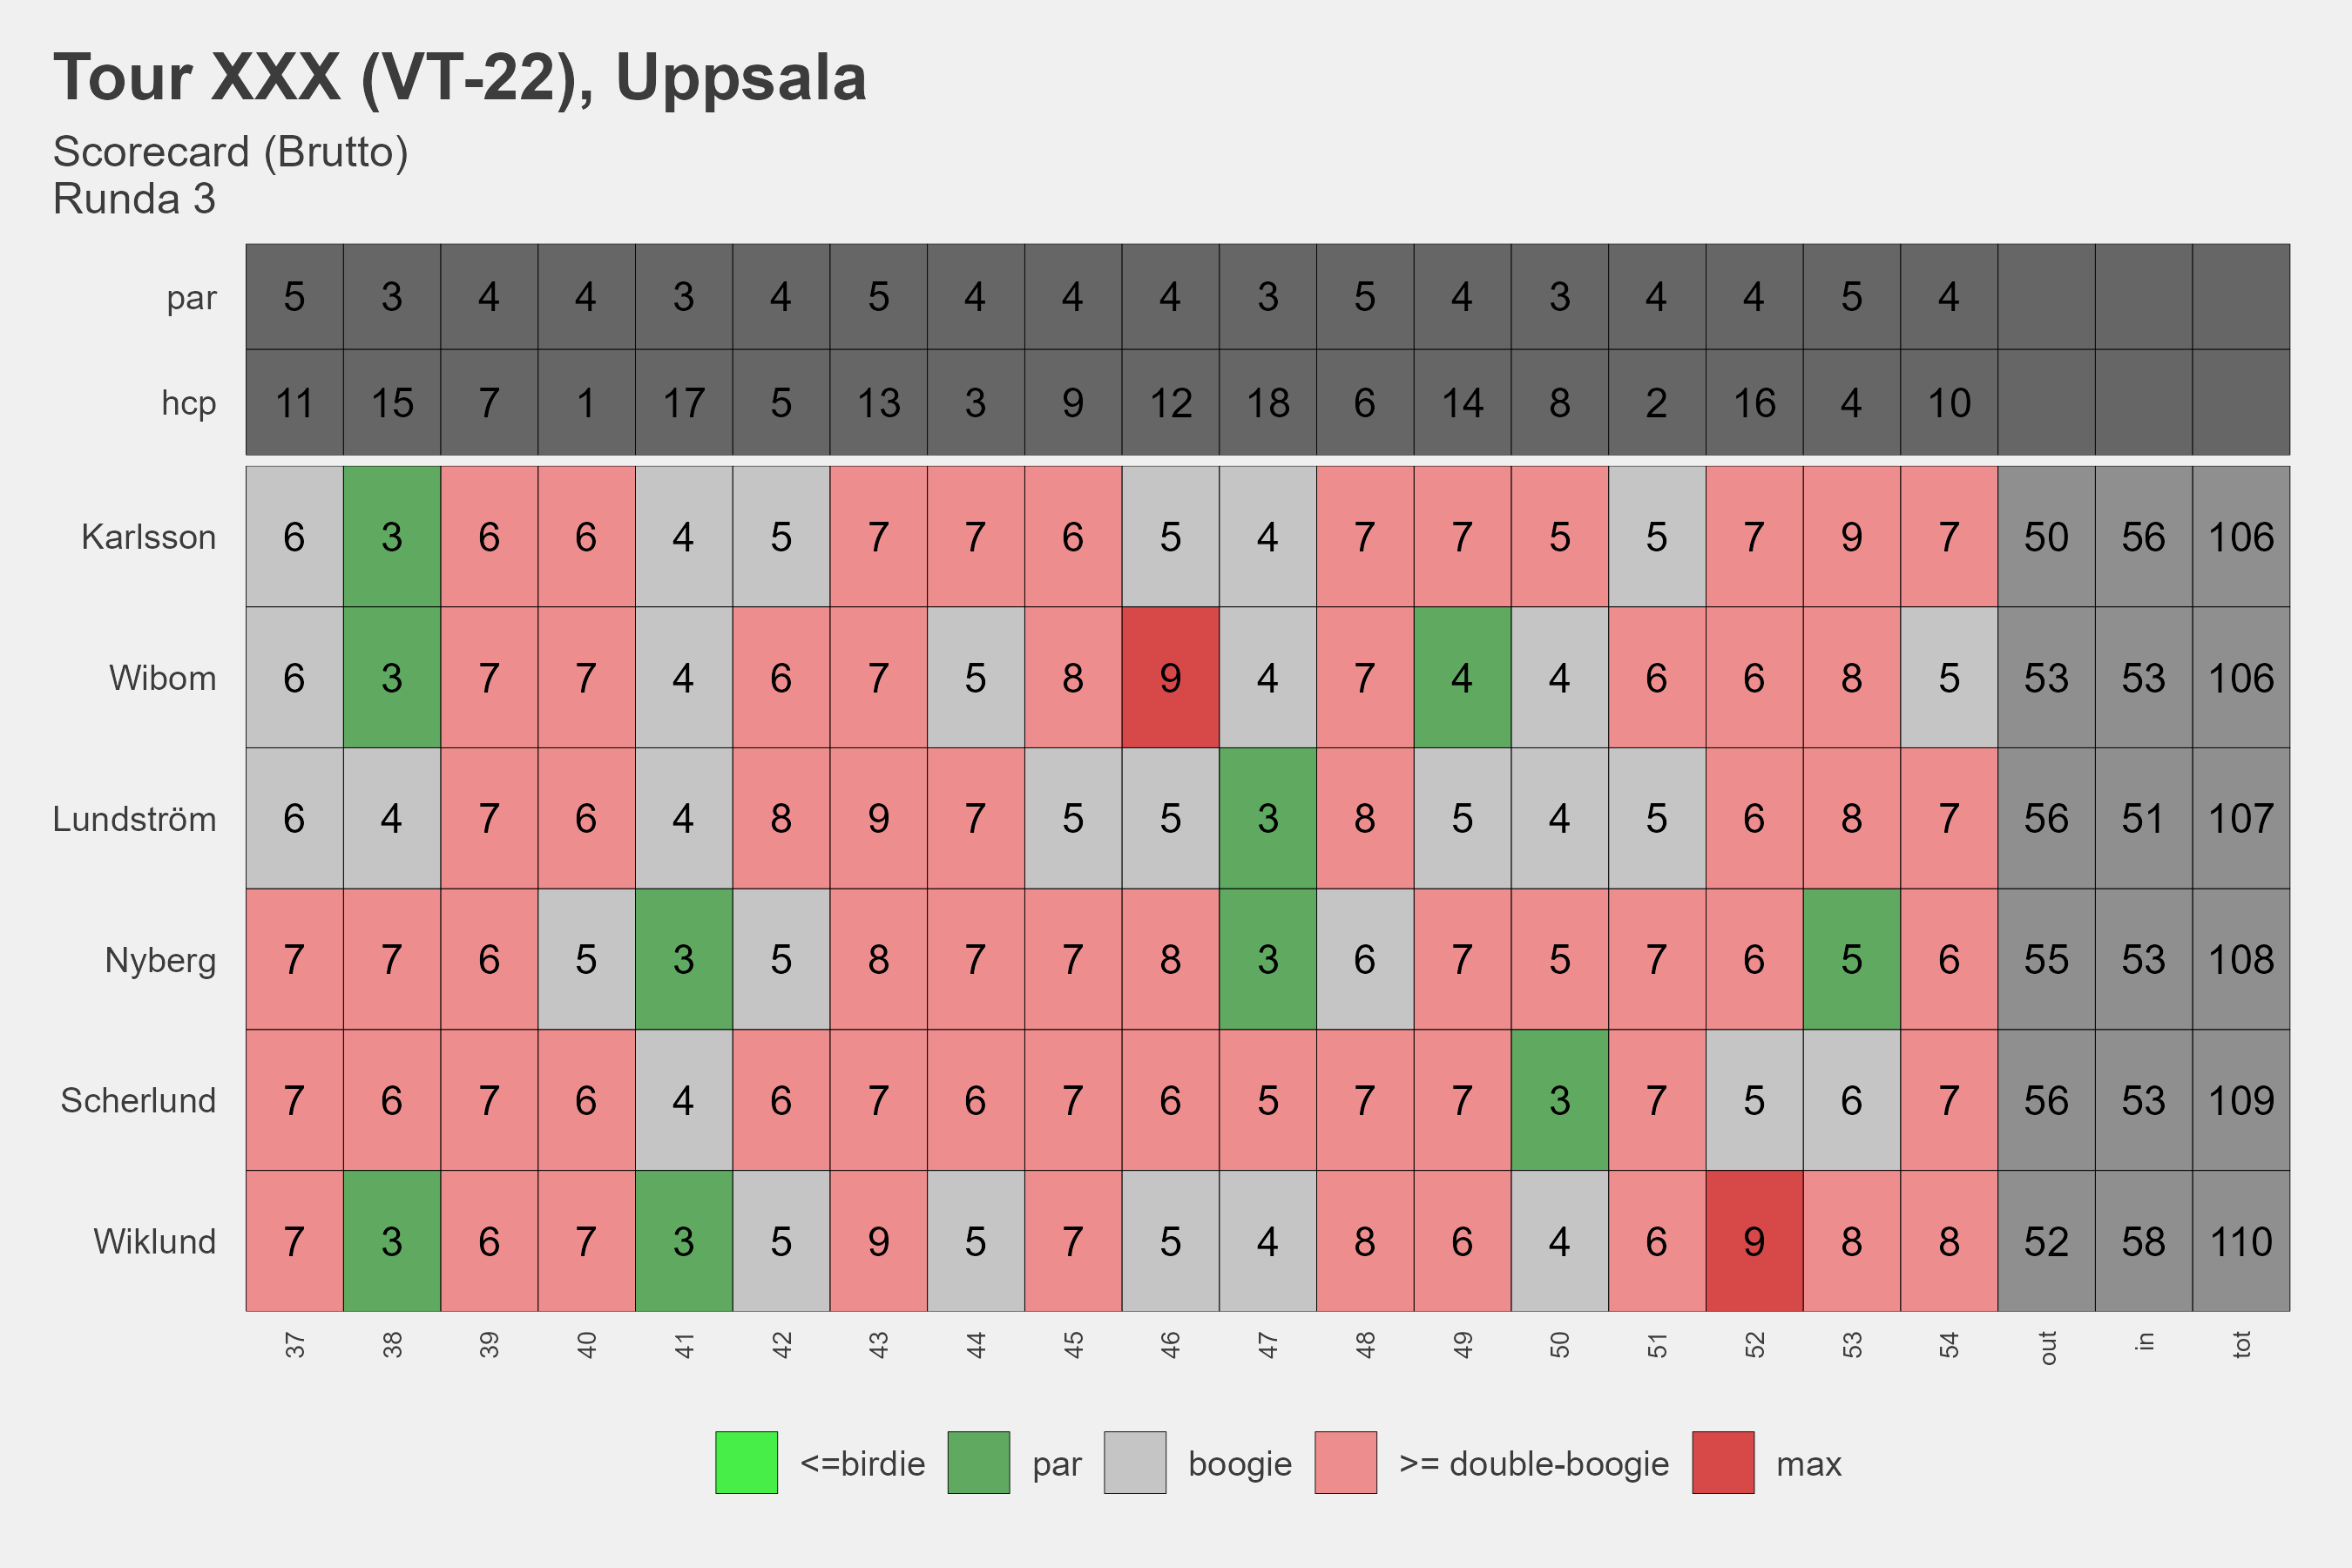 Tour XXX (VT-22), Uppsala
Scorecard (Brutto)
Runda 3
par 5 3 4 4 3 4 5 4 4 4 3 5 4 3 4 4 5 4
hcp 11 15 7 1 17 5 13 3 9 12 18 6 14 8 2 16 4 10
Karlsson 6 3 6 6 4 5 7 7 6 5 4 7 7 5 5 7 9 7 50 56 106
Wibom 6 3 7 7 4 6 7 5 8 9 4 7 4 4 6 6 8 5 53 53 106
Lundström 6 4 7 6 4 8 9 7 5 5 3 8 5 4 5 6 8 7 56 51 107
Nyberg 7 7 6 5 3 5 8 7 7 8 3 6 7 5 7 6 5 6 55 53 108
Scherlund 7 6 7 6 4 6 7 6 7 6 5 7 7 3 7 5 6 7 56 53 109
Wiklund 7 3 6 7 3 5 9 5 7 5 4 8 6 4 6 9 8 8 52 58 110
37 38 39 40 41 42 43 44 45 46 47 48 49 50 51 52 53 54 out in tot
<=birdie par boogie >= double-boogie max